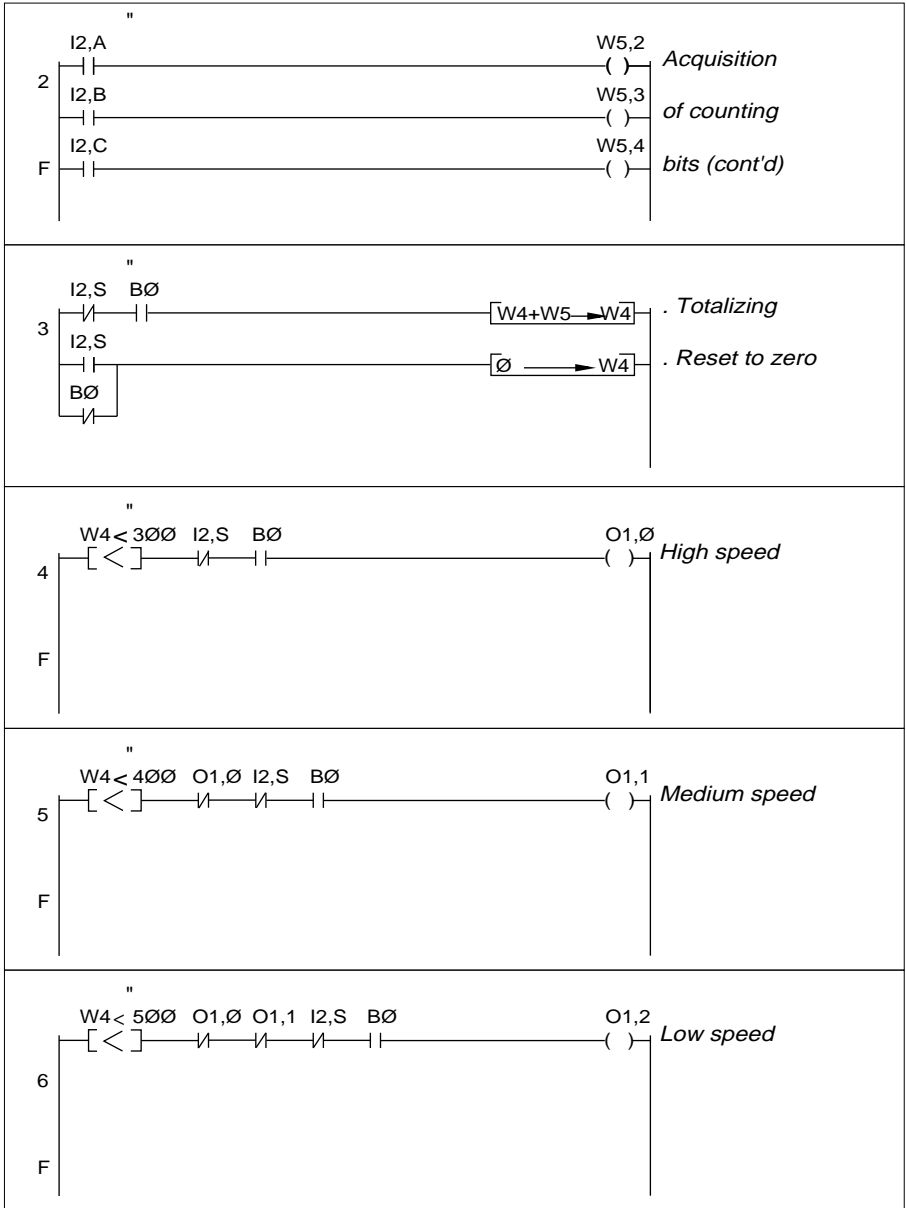 "
I2,A W5,2
2 ( ) Acquisition
I2,B W5,3
( ) of counting
I2,C W5,4
F ( ) bits (cont'd)
"
I2,S BØ
W4+W5 W4 . Totalizing
3
I2,S
Ø W4 . Reset to zero
BØ
"
W4 < 3ØØ I2,S BØ O1,Ø
[ < ] ( ) High speed
4
F
"
W4 < 4ØØ O1,Ø I2,S BØ O1,1
[ < ] ( ) Medium speed
5
F
"
W4 < 5ØØ O1,Ø O1,1 I2,S BØ O1,2
[ < ] ( ) Low speed
6
F